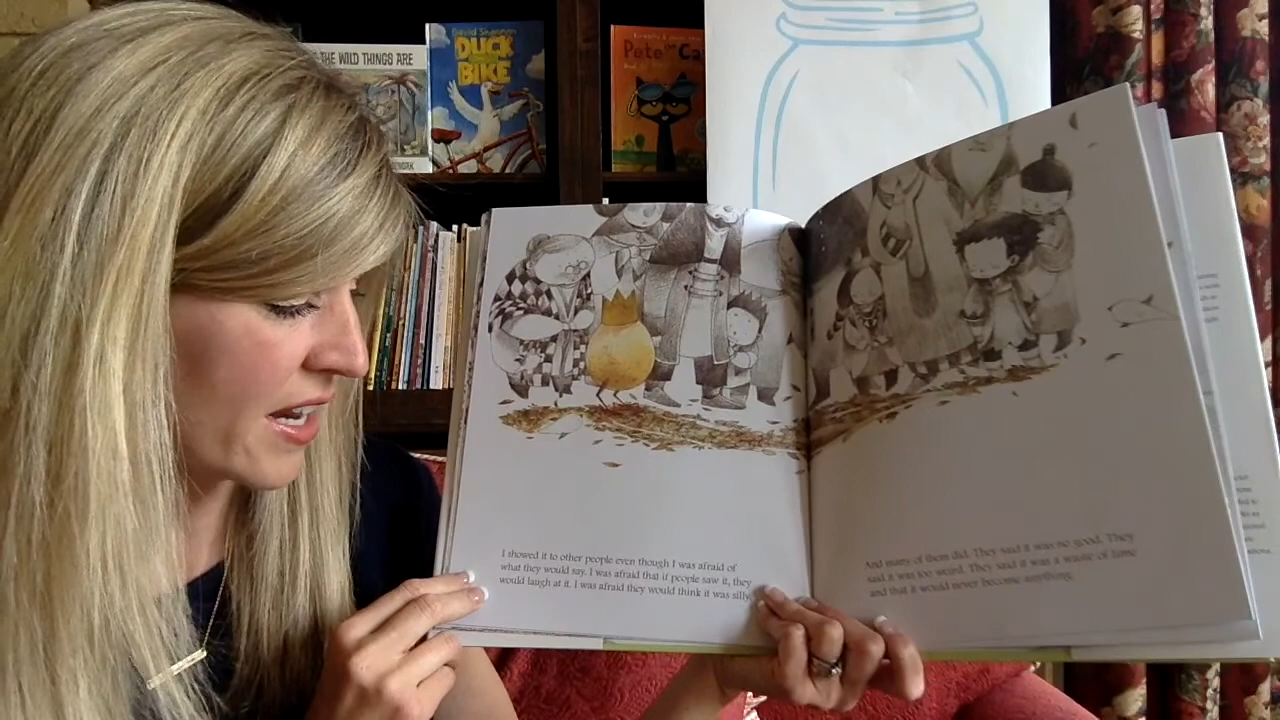 THE WILD THINGS ARE
David Shannon
DUCK
BIKE
Pete the Ca
I showed it to other people even though I was afraid of
what they would say. I was afraid that if people saw it, they
would laugh at it. I was afraid they would think it was silly.
And many of them did. They said it was no good. They
said it was too weird. They said it was a waste of time
and that it would never become anything.